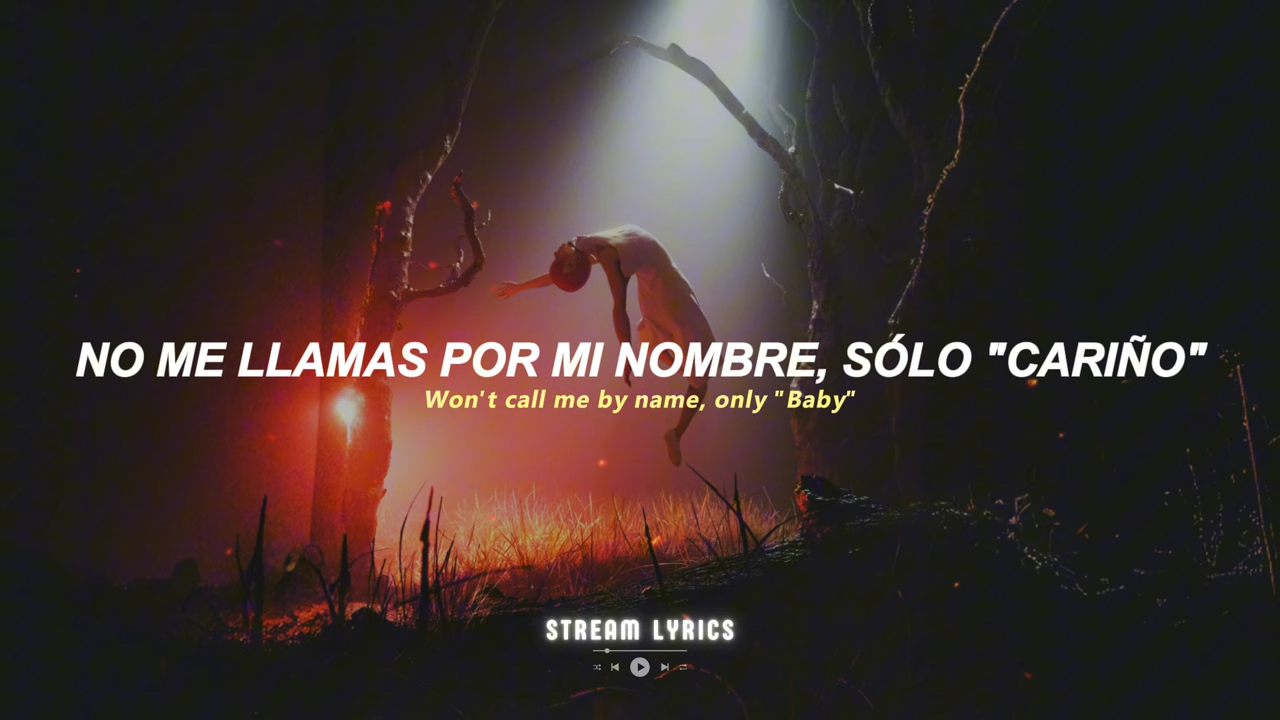 NO ME LLAMAS POR MI NOMBRE, SÓLO "CARIÑO"
Won't call me by name, only "Baby"
STREAM LYRICS